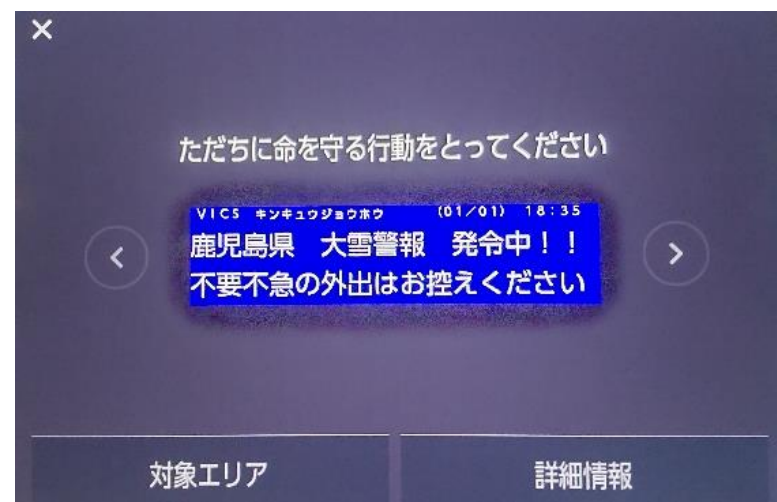 ×
ただちに命を守る行動をとってください
VICS キンキュウジョウホウ (01/01) 18:35
鹿児島県 大雪警報 発令中!!
不要不急の外出はお控えください
対象エリア
詳細情報